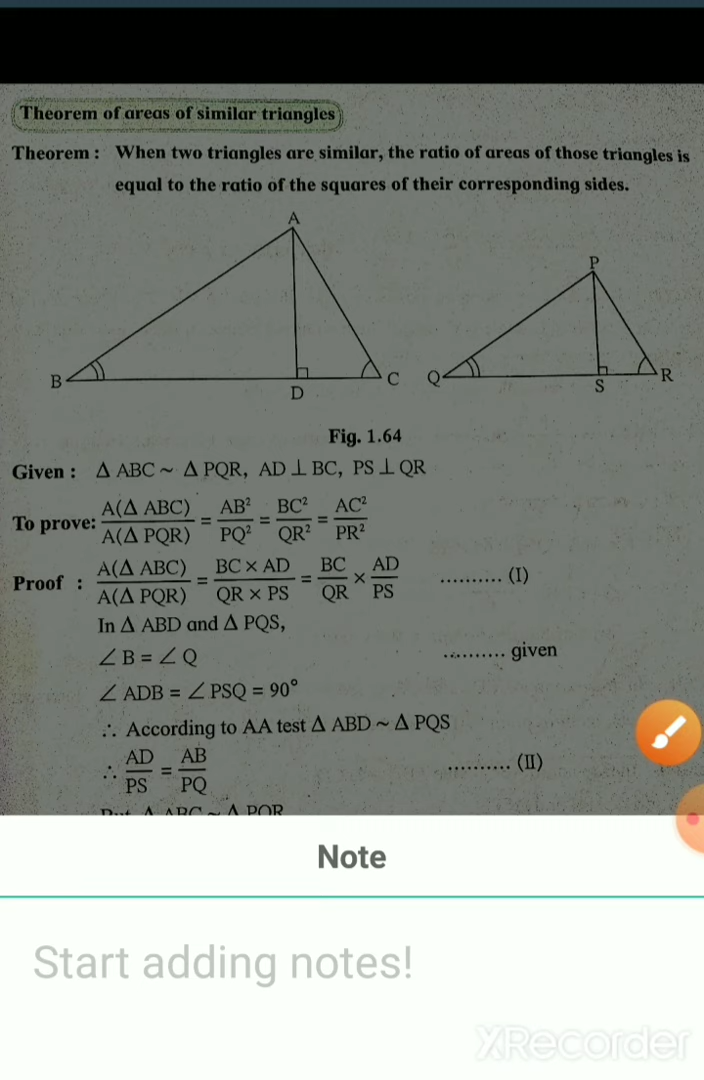 Theorem of areas of similar triangles
Theorem : When two triangles are similar, the ratio of areas of those triangles is
equal to the ratio of the squares of their corresponding sides.
A
P
B
D
C
Q
S
R
Fig. 1.64
Given : Δ ABC ~ Δ PQR, AD ⊥ BC, PS ⊥ QR
To prove: A(Δ ABC)/A(Δ PQR) = AB²/PQ² = BC²/QR² = AC²/PR²
Proof : A(Δ ABC)/A(Δ PQR) = BC × AD/QR × PS = BC/QR × AD/PS .......... (I)
In Δ ABD and Δ PQS,
∠ B = ∠ Q .......... given
∠ ADB = ∠ PSQ = 90°
∴ According to AA test Δ ABD ~ Δ PQS
∴ AD/PS = AB/PQ .......... (II)
But Δ ABC ~ Δ PQR
Note
Start adding notes!
XRecorder